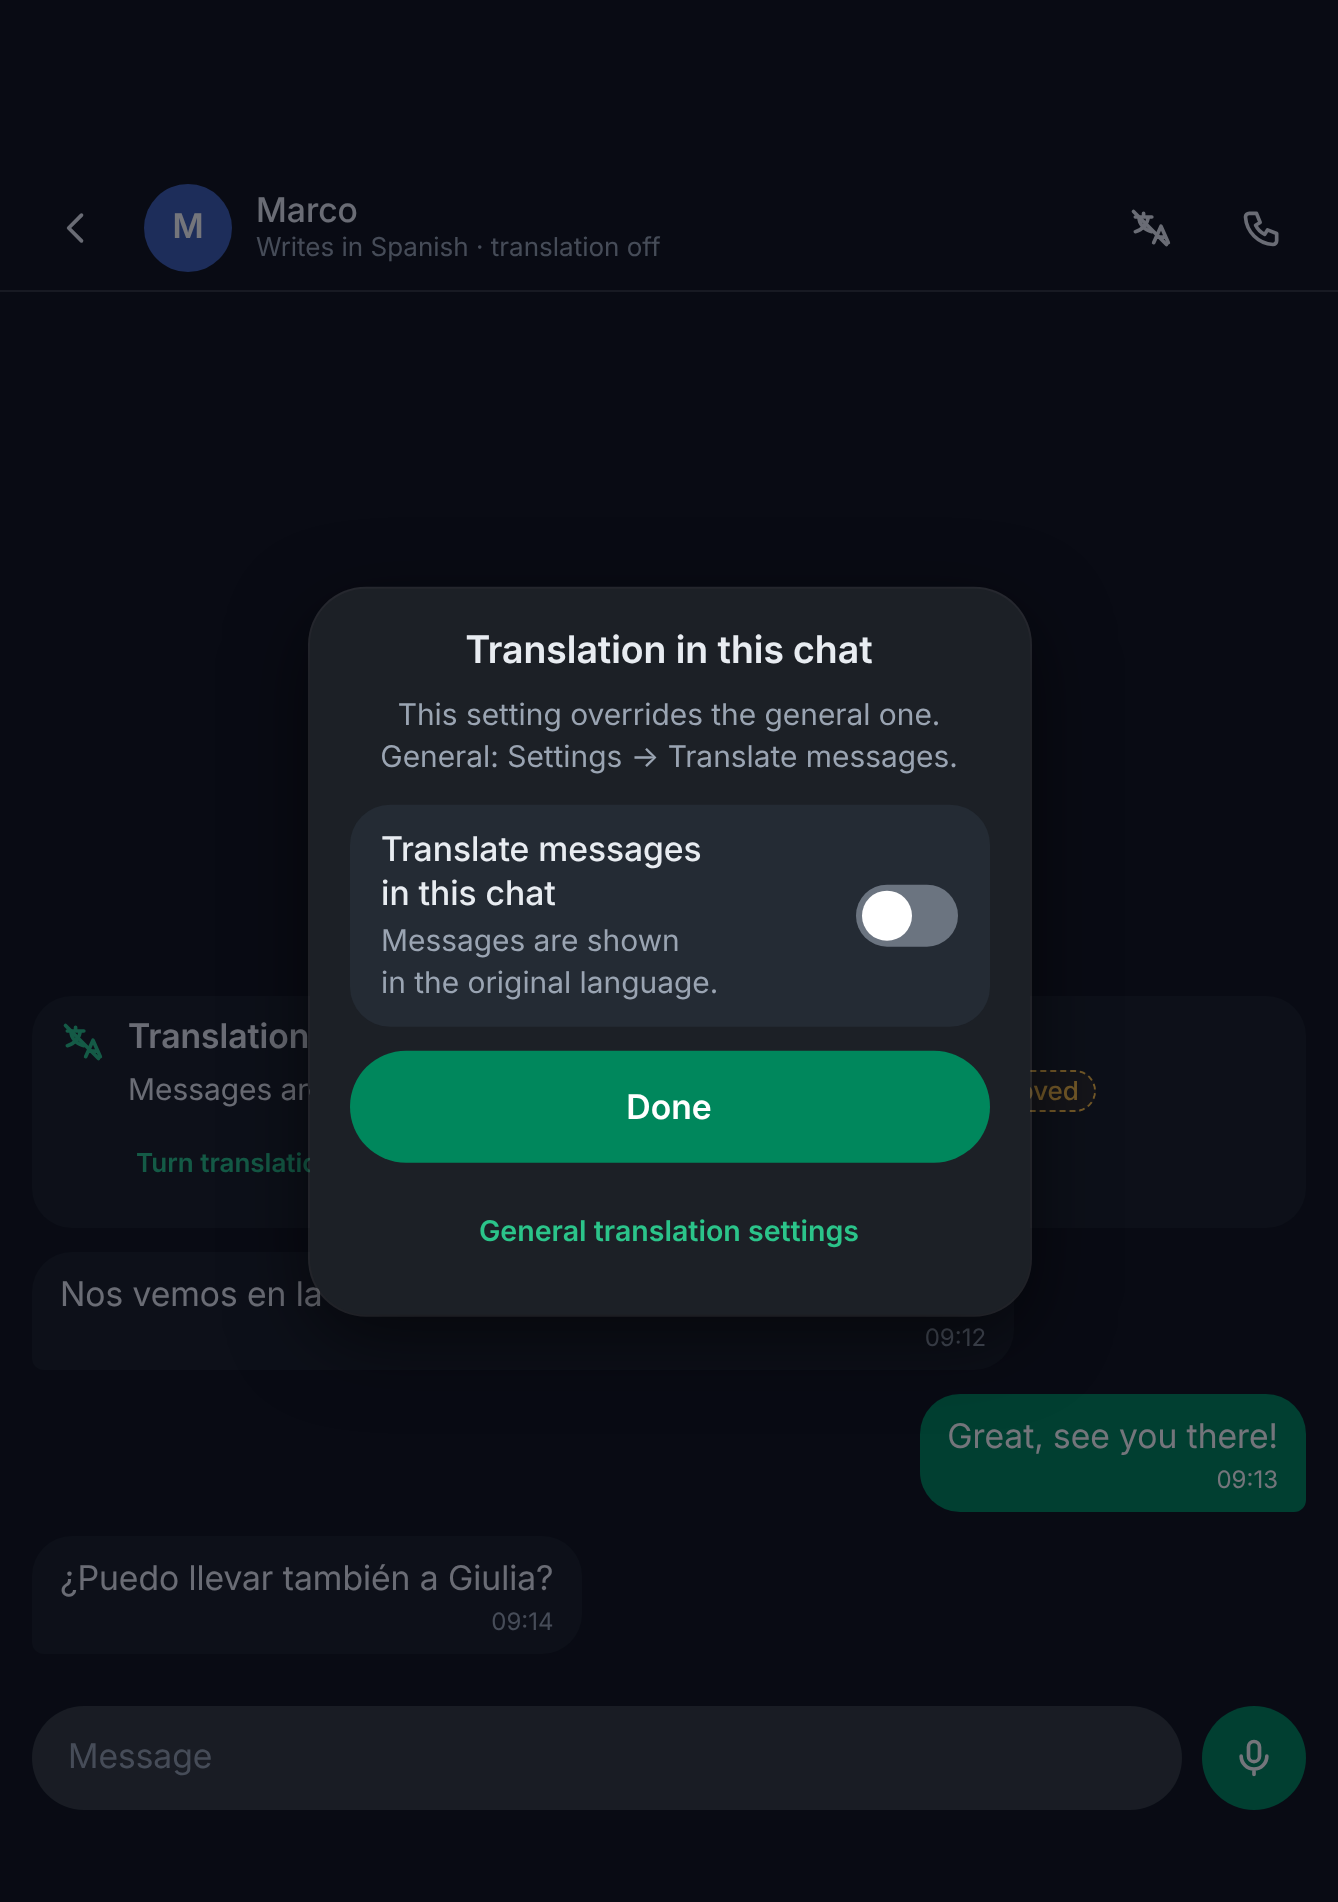 M
Marco
Writes in Spanish · translation off
Translation in this chat
This setting overrides the general one.
General: Settings → Translate messages.
Translate messages
in this chat
Messages are shown
in the original language.
Translation
Messages
Turn
Done
General translation settings
Nos vemos en la
09:12
Great, see you there!
09:13
¿Puedo llevar también a Giulia?
09:14
Message